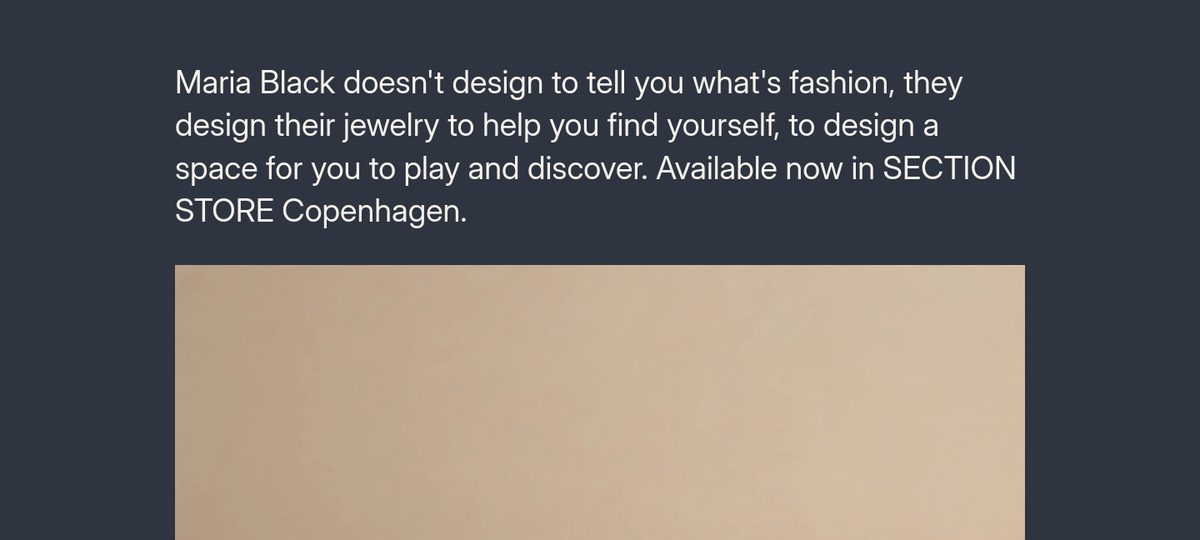 Maria Black doesn't design to tell you what's fashion, they
design their jewelry to help you find yourself, to design a
space for you to play and discover. Available now in SECTION
STORE Copenhagen.